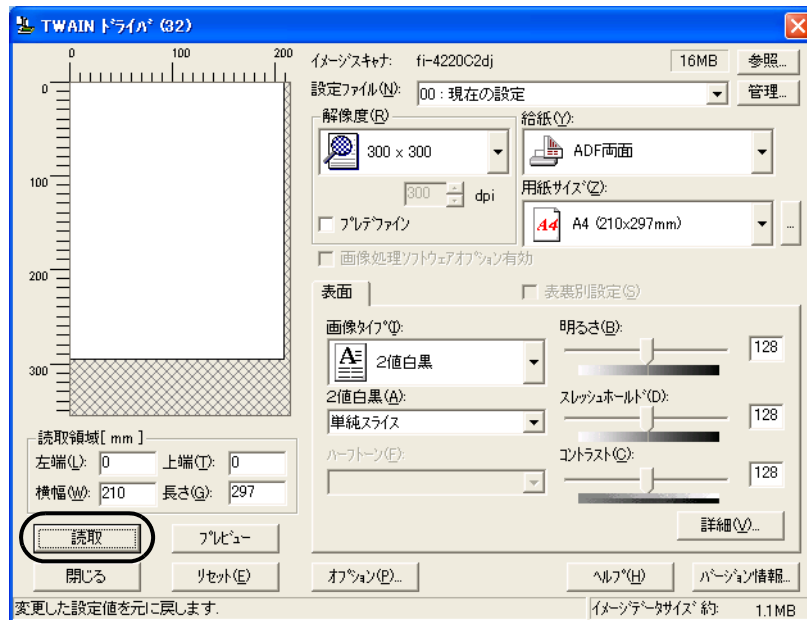 TWAIN ﾄﾞﾗｲﾊﾞ (32)
0 100 200
0
100
200
300
ｲﾒｰｼﾞｽｷｬﾅ: fi-4220C2dj 16MB 参照...
設定ﾌｧｲﾙ(N): 00 : 現在の設定 管理...
解像度(R)
300 × 300
300 dpi
ﾌﾟﾚﾃﾞﾌｧｲﾝ
給紙(Y):
ADF両面
用紙ｻｲｽﾞ(Z):
A4 A4 (210x297mm) ...
画像処理ｿﾌﾄｳｪｱｵﾌﾟｼｮﾝ有効
表面 表裏別設定(S)
画像ﾀｲﾌﾟ(I):
A 2値白黒
2値白黒(A):
単純ｽﾗｲｽ
ﾊｰﾌﾄｰﾝ(F):
明るさ(B):
128
ｽﾚｯｼｭﾎｰﾙﾄﾞ(D):
128
ｺﾝﾄﾗｽﾄ(C):
128
詳細(V)...
読取領域[ mm ]
左端(L): 0 上端(T): 0
横幅(W): 210 長さ(G): 297
読取 ﾌﾟﾚﾋﾞｭｰ
閉じる ﾘｾｯﾄ(E) ｵﾌﾟｼｮﾝ(P)... ﾍﾙﾌﾟ(H) ﾊﾞｰｼﾞｮﾝ情報...
変更した設定値を元に戻します. ｲﾒｰｼﾞﾃﾞｰﾀｻｲｽﾞ 約: 1.1MB